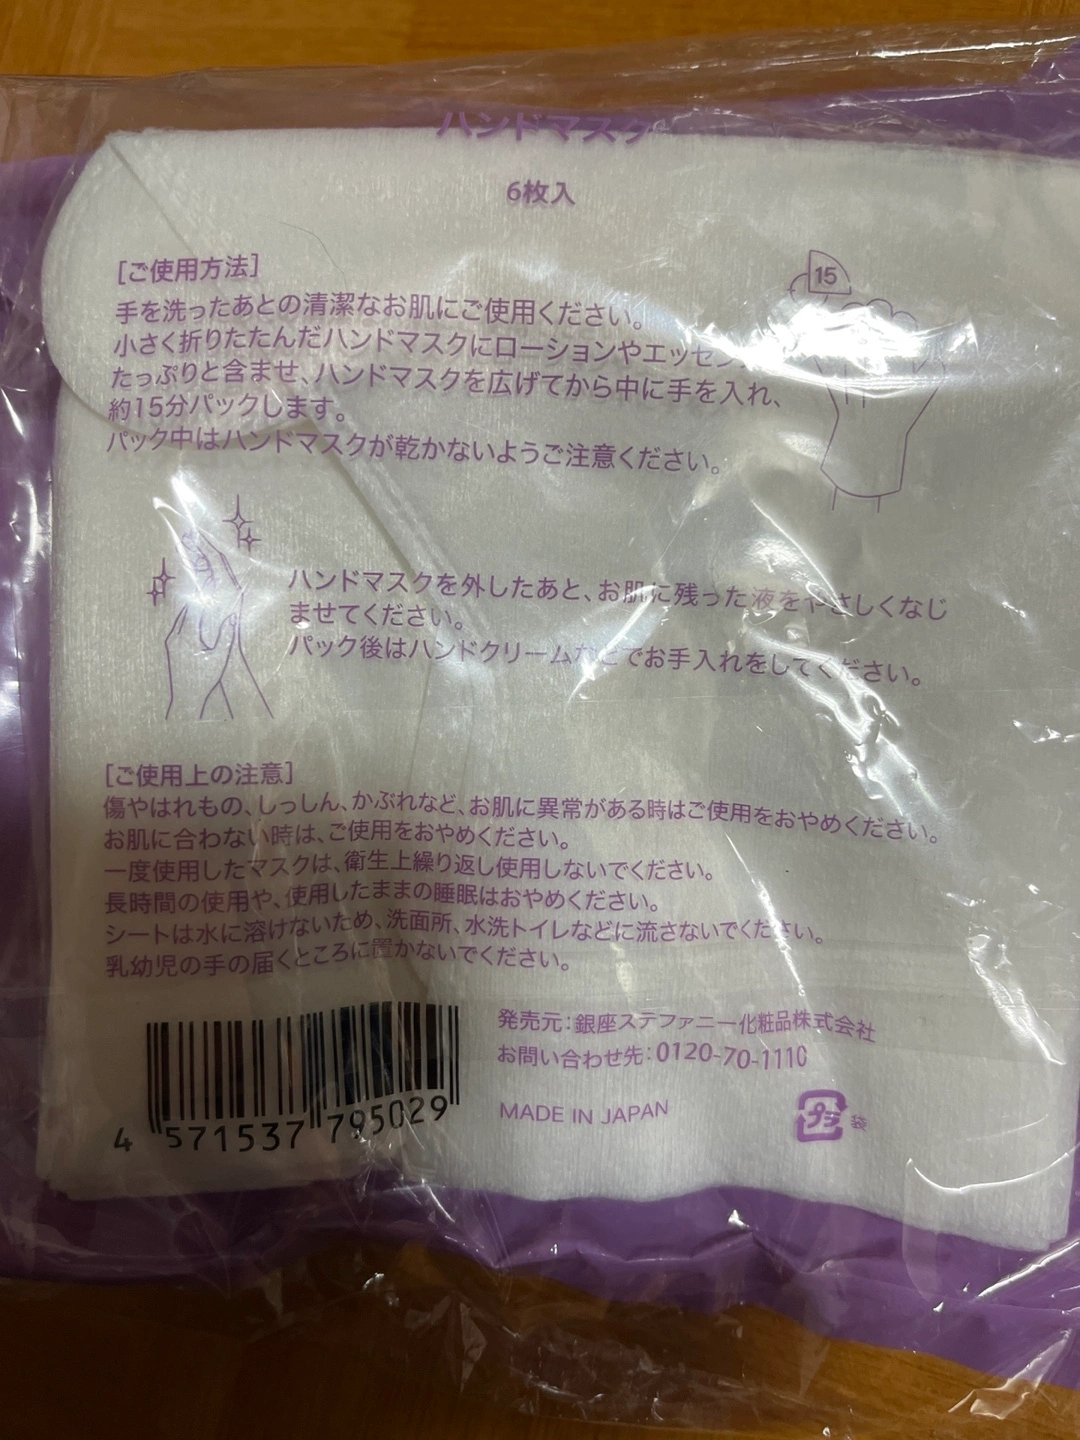 ハンドマスク
6枚入
[ご使用方法]
15
手を洗ったあとの清潔なお肌にご使用ください。
小さく折りたたんだハンドマスクにローションやエッセンス
たっぷりと含ませ、ハンドマスクを広げてから中に手を入れ、
約15分パックします。
パック中はハンドマスクが乾かないようご注意ください。
ハンドマスクを外したあと、お肌に残った液をやさしくなじ
ませてください。
パック後はハンドクリームなどでお手入れをしてください。
[ご使用上の注意]
傷やはれもの、しっしん、かぶれなど、お肌に異常がある時はご使用をおやめください。
お肌に合わない時は、ご使用をおやめください。
一度使用したマスクは、衛生上繰り返し使用しないでください。
長時間の使用や、使用したままの睡眠はおやめください。
シートは水に溶けないため、洗面所、水洗トイレなどに流さないでください。
乳幼児の手の届くところに置かないでください。
発売元:銀座ステファニー化粧品株式会社
お問い合わせ先:0120-70-1110
MADE IN JAPAN
プラ 袋
4 571537 795029